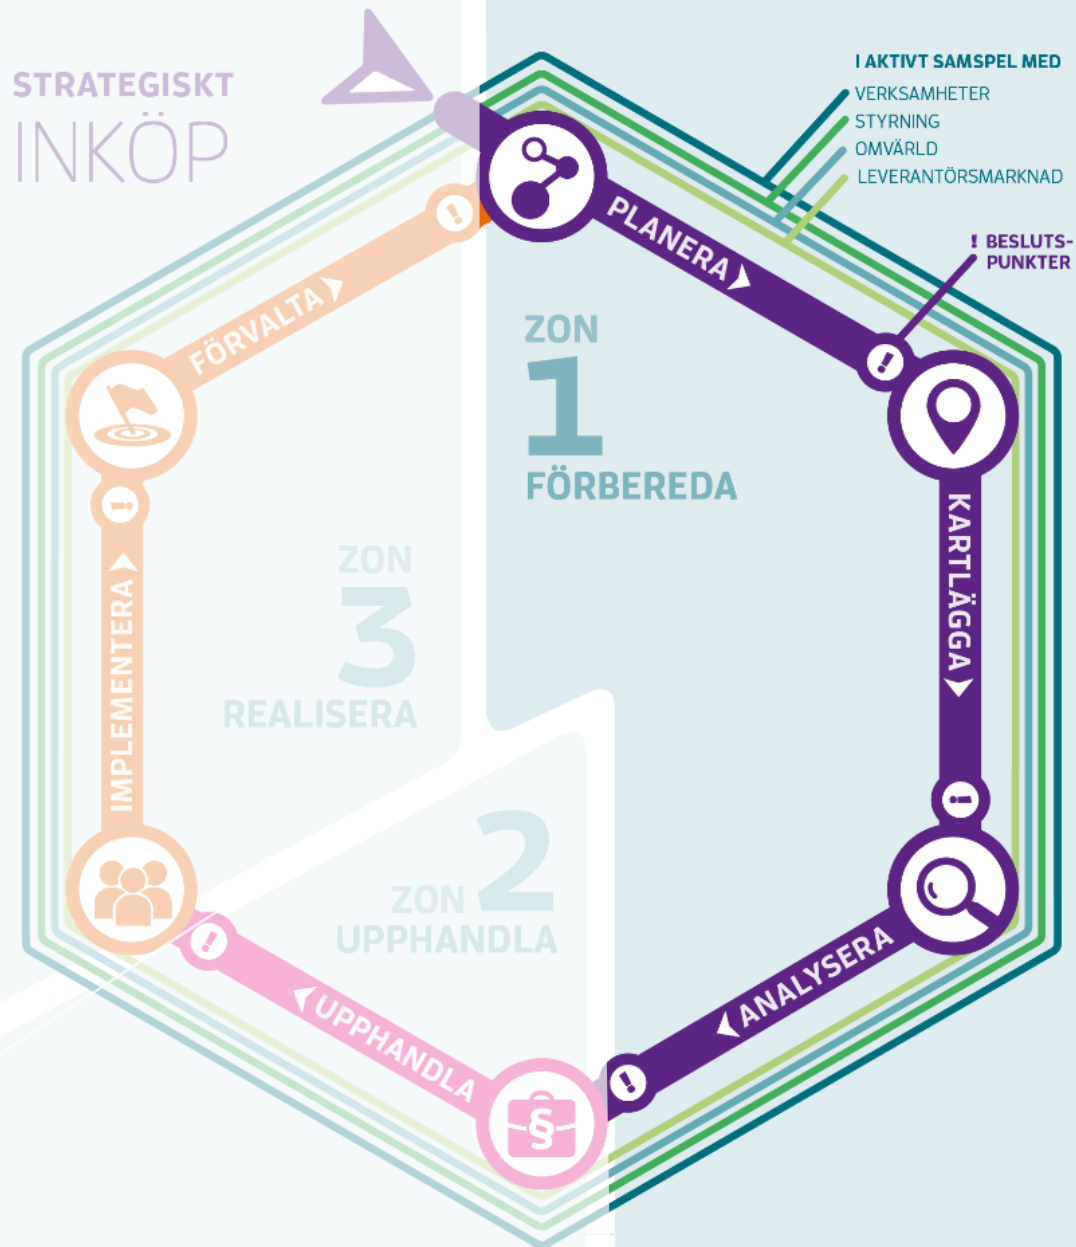 STRATEGISKT
INKÖP
I AKTIVT SAMSPEL MED
VERKSAMHETER
STYRNING
OMVÄRLD
LEVERANTÖRSMARKNAD
! BESLUTS-
PUNKTER
PLANERA
!
KARTLÄGGA
!
ANALYSERA
!
§
UPPHANDLA
!
IMPLEMENTERA
!
FÖRVALTA
!
ZON
1
FÖRBEREDA
ZON
3
REALISERA
ZON 2
UPPHANDLA